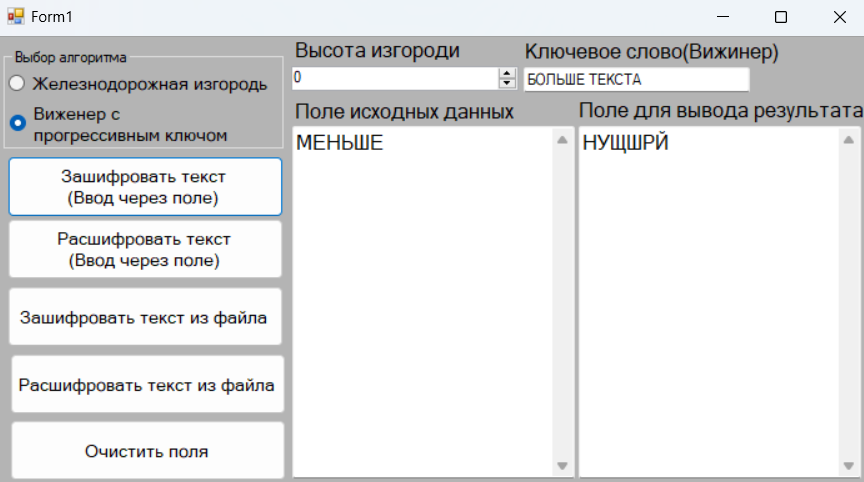 Form1
Выбор алгоритма
Железнодорожная изгородь
Виженер с
прогрессивным ключом
Зашифровать текст
(Ввод через поле)
Расшифровать текст
(Ввод через поле)
Зашифровать текст из файла
Расшифровать текст из файла
Очистить поля
Высота изгороди
0
Ключевое слово(Вижинер)
БОЛЬШЕ ТЕКСТА
Поле исходных данных
МЕНЬШЕ
Поле для вывода результата
НУЩШРЙ